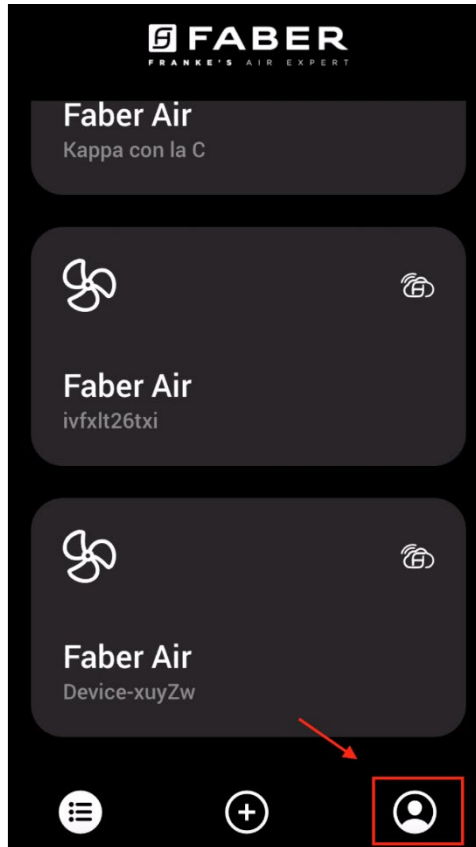 FABER
FRANKE'S AIR EXPERT
Faber Air
Kappa con la C
Faber Air
ivfxlt26txi
Faber Air
Device-xuyZw